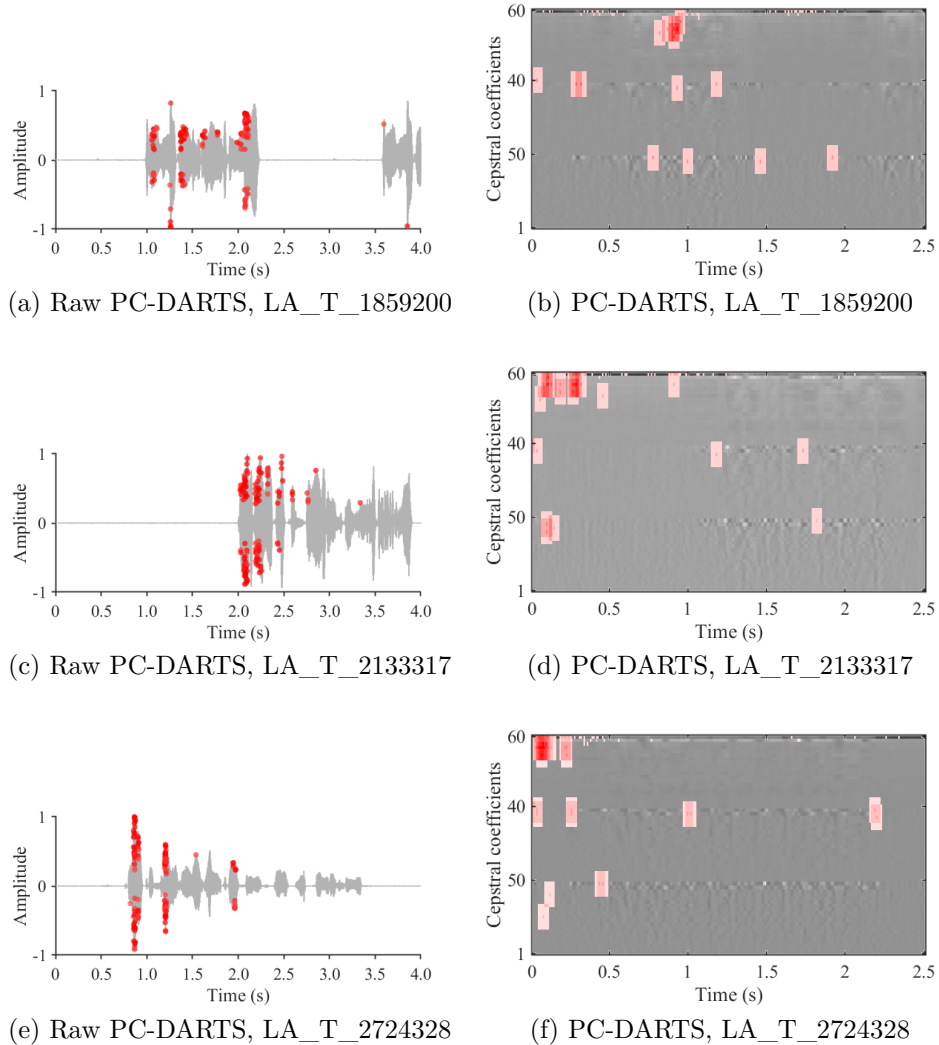 60
40
50
1
Cepstral coefficients
0 0.5 1 1.5 2 2.5
Time (s)
1
0
-1
Amplitude
0 0.5 1.0 1.5 2.0 2.5 3.0 3.5 4.0
Time (s)
(a) Raw PC-DARTS, LA_T_1859200
(b) PC-DARTS, LA_T_1859200
60
40
50
1
Cepstral coefficients
0 0.5 1 1.5 2 2.5
Time (s)
1
0
-1
Amplitude
0 0.5 1.0 1.5 2.0 2.5 3.0 3.5 4.0
Time (s)
(c) Raw PC-DARTS, LA_T_2133317
(d) PC-DARTS, LA_T_2133317
60
40
50
1
Cepstral coefficients
0 0.5 1 1.5 2 2.5
Time (s)
1
0
-1
Amplitude
0 0.5 1.0 1.5 2.0 2.5 3.0 3.5 4.0
Time (s)
(e) Raw PC-DARTS, LA_T_2724328
(f) PC-DARTS, LA_T_2724328